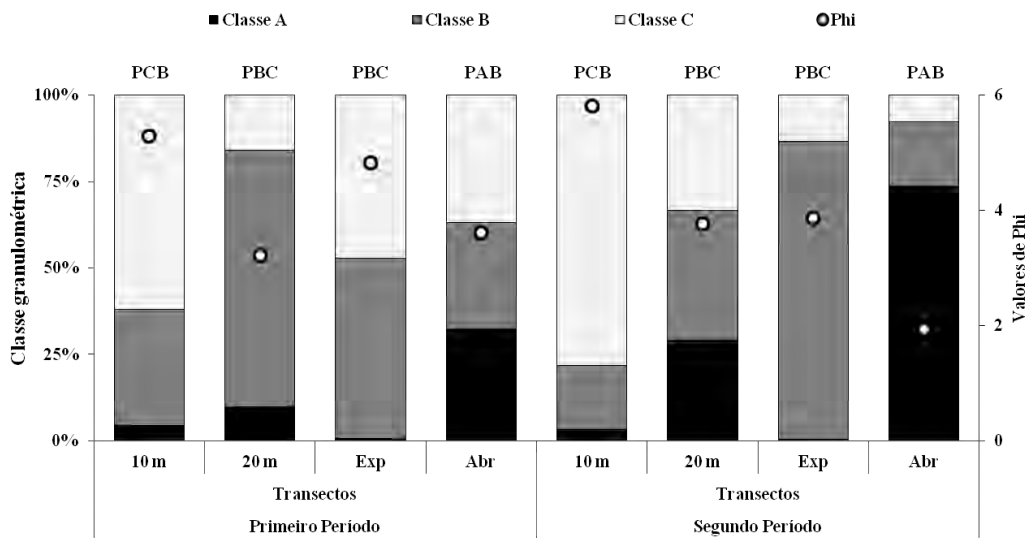 Classe A Classe B Classe C Phi
PCB PBC PBC PAB PCB PBC PBC PAB
100%
75%
50%
25%
0%
Classe granulométrica
6
4
2
0
Valores de Phi
10 m 20 m Exp Abr 10 m 20 m Exp Abr
Transectos Transectos
Primeiro Período Segundo Período